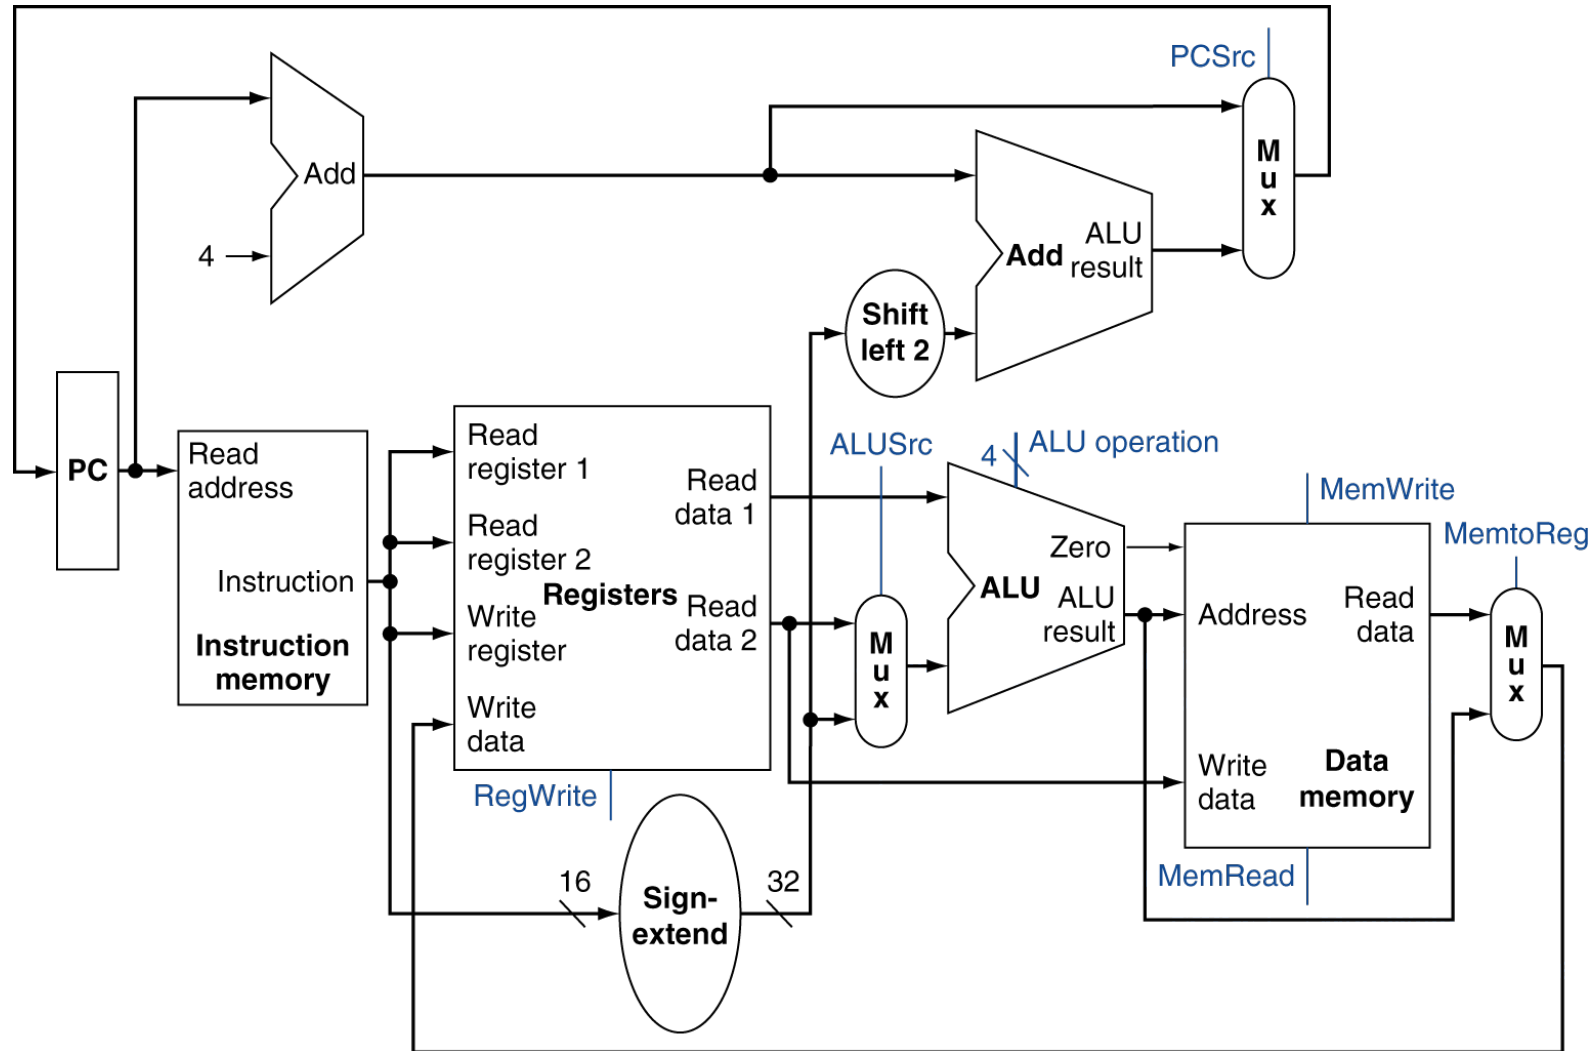 PCSrc
M
u
x
Add
4
ALU
Add result
Shift
left 2
PC
Read
address
Instruction
Instruction
memory
Read
register 1
Read
register 2
Write
register
Write
data
Registers
Read
data 1
Read
data 2
RegWrite
16
Sign-
extend
32
ALUSrc
M
u
x
4
ALU operation
Zero
ALU
ALU
result
MemWrite
Address
Read
data
Write
data
Data
memory
MemRead
MemtoReg
M
u
x